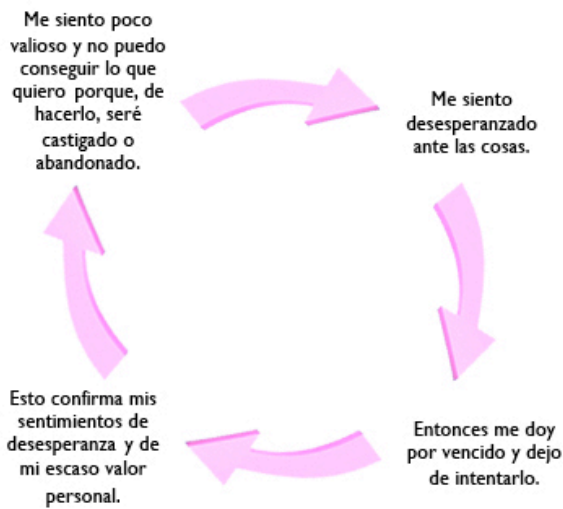 Me siento poco
valioso y no puedo
conseguir lo que
quiero porque, de
hacerlo, seré
castigado o
abandonado.
Me siento
desesperanzado
ante las cosas.
Entonces me doy
por vencido y dejo
de intentarlo.
Esto confirma mis
sentimientos de
desesperanza y de
mi escaso valor
personal.